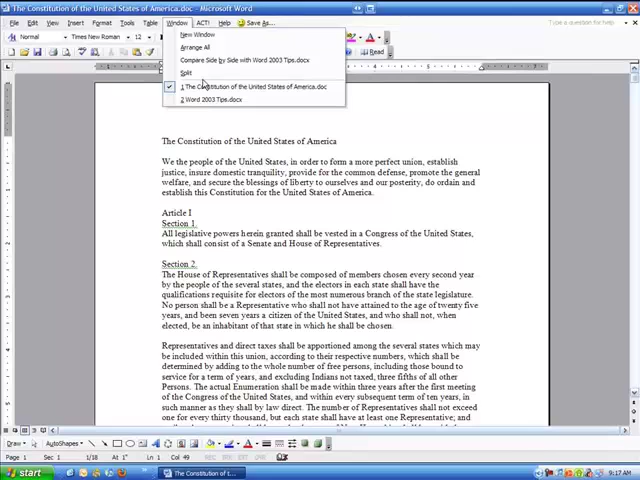 The Constitution of the United States of America.doc - Microsoft Word
File Edit View Insert Format Tools Table Window ACT! Help Save As...
Type a question for help
Normal Times New Roman 12
Read
New Window
Arrange All
Compare Side by Side with Word 2003 Tips.docx
Split
1 The Constitution of the United States of America.doc
2 Word 2003 Tips.docx
The Constitution of the United States of America
We the people of the United States, in order to form a more perfect union, establish
justice, insure domestic tranquility, provide for the common defense, promote the general
welfare, and secure the blessings of liberty to ourselves and our posterity, do ordain and
establish this Constitution for the United States of America.
Article I
Section 1.
All legislative powers herein granted shall be vested in a Congress of the United States,
which shall consist of a Senate and House of Representatives.
Section 2.
The House of Representatives shall be composed of members chosen every second year
by the people of the several states, and the electors in each state shall have the
qualifications requisite for electors of the most numerous branch of the state legislature.
No person shall be a Representative who shall not have attained to the age of twenty five
years, and been seven years a citizen of the United States, and who shall not, when
elected, be an inhabitant of that state in which he shall be chosen.
Representatives and direct taxes shall be apportioned among the several states which may
be included within this union, according to their respective numbers, which shall be
determined by adding to the whole number of free persons, including those bound to
service for a term of years, and excluding Indians not taxed, three fifths of all other
Persons. The actual Enumeration shall be made within three years after the first meeting
of the Congress of the United States, and within every subsequent term of ten years, in
such manner as they shall by law direct. The number of Representatives shall not exceed
one for every thirty thousand, but each state shall have at least one Representative; and
Draw AutoShapes
Page 1 Sec 1 1/18 At 1" Ln 1 Col 49
start The Constitution of t... 9:17 AM